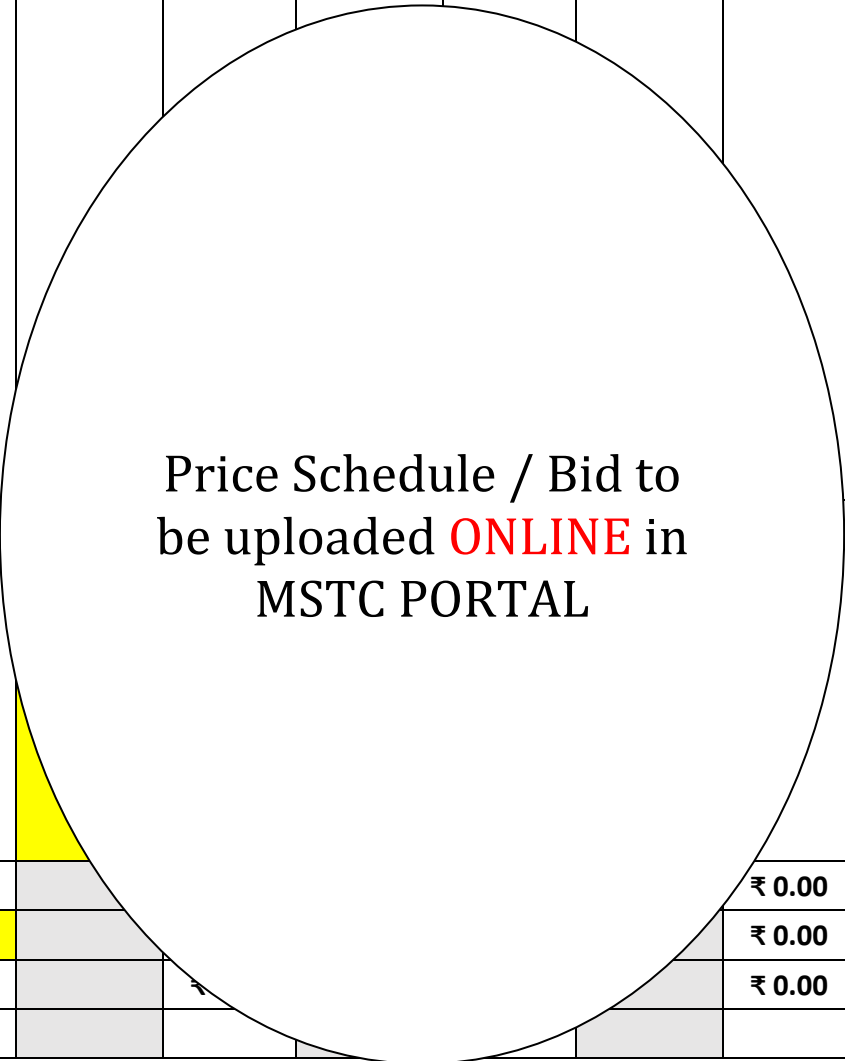 Price Schedule / Bid to
be uploaded ONLINE in
MSTC PORTAL
₹ 0.00
₹ 0.00
₹ ₹ 0.00